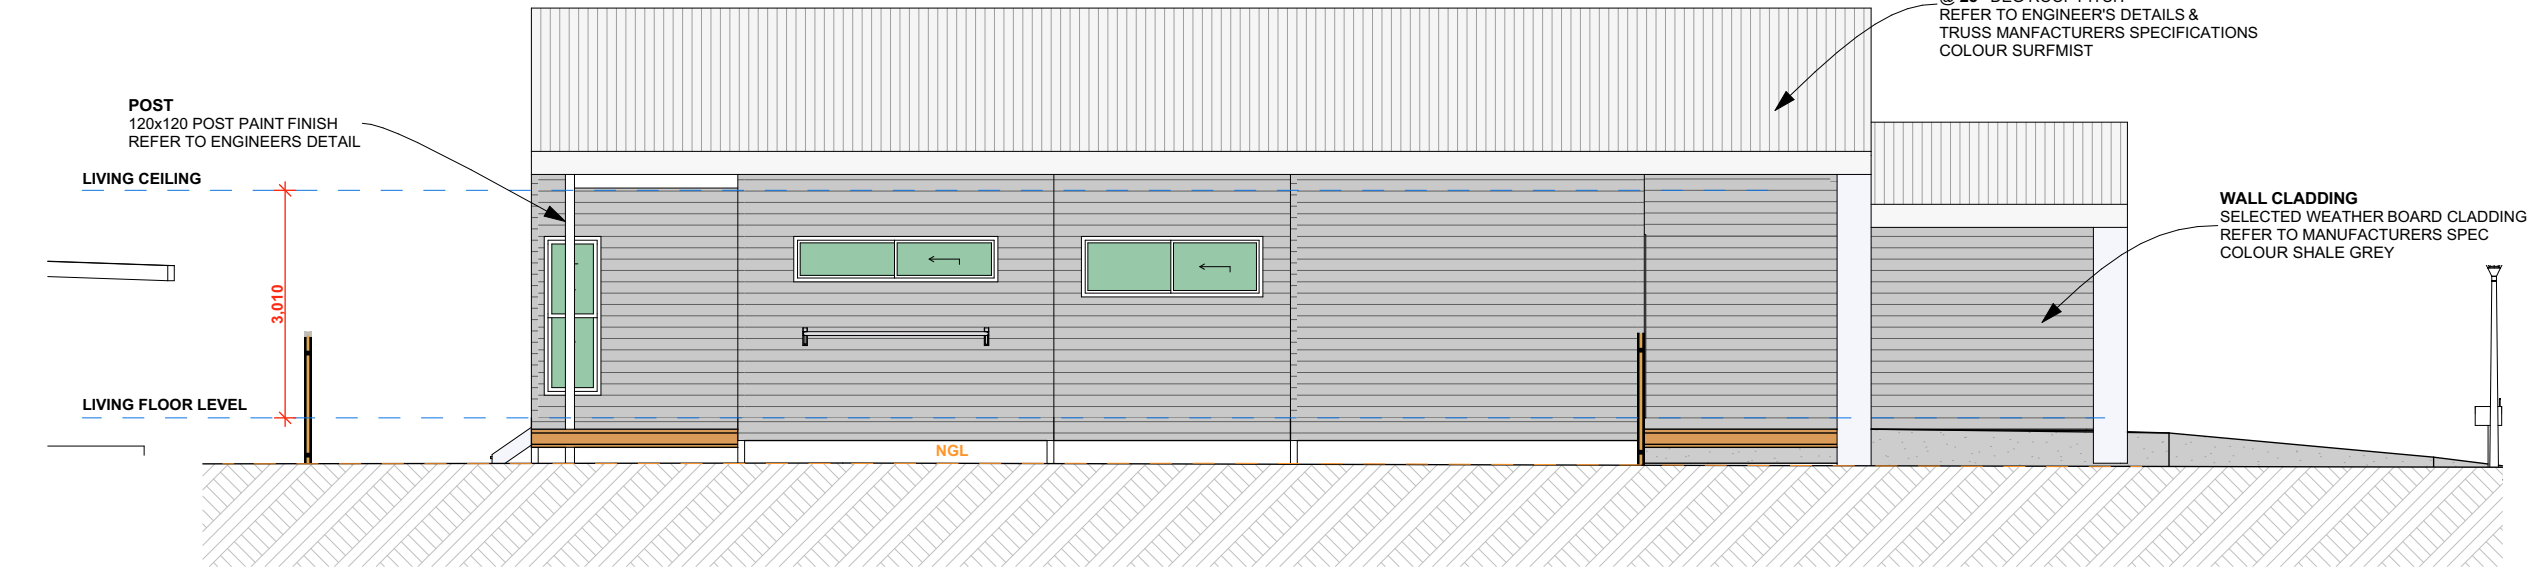 REFER TO ENGINEER'S DETAILS &
TRUSS MANFACTURERS SPECIFICATIONS
COLOUR SURFMIST
POST
120x120 POST PAINT FINISH
REFER TO ENGINEERS DETAIL
LIVING CEILING
WALL CLADDING
SELECTED WEATHER BOARD CLADDING
REFER TO MANUFACTURERS SPEC
COLOUR SHALE GREY
3,010
LIVING FLOOR LEVEL
NGL